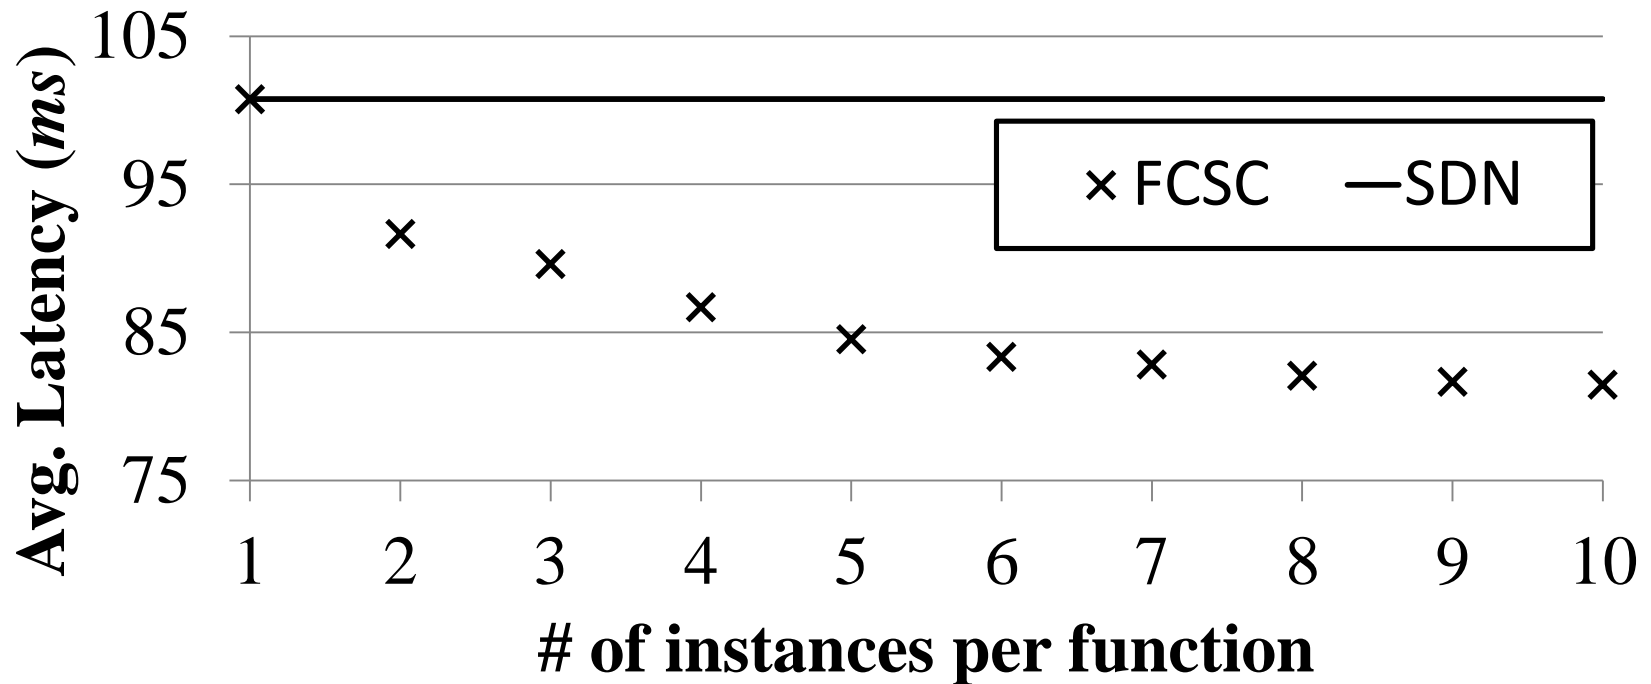 Avg. Latency (ms)
105
95
85
75
FCSC SDN
1 2 3 4 5 6 7 8 9 10
# of instances per function